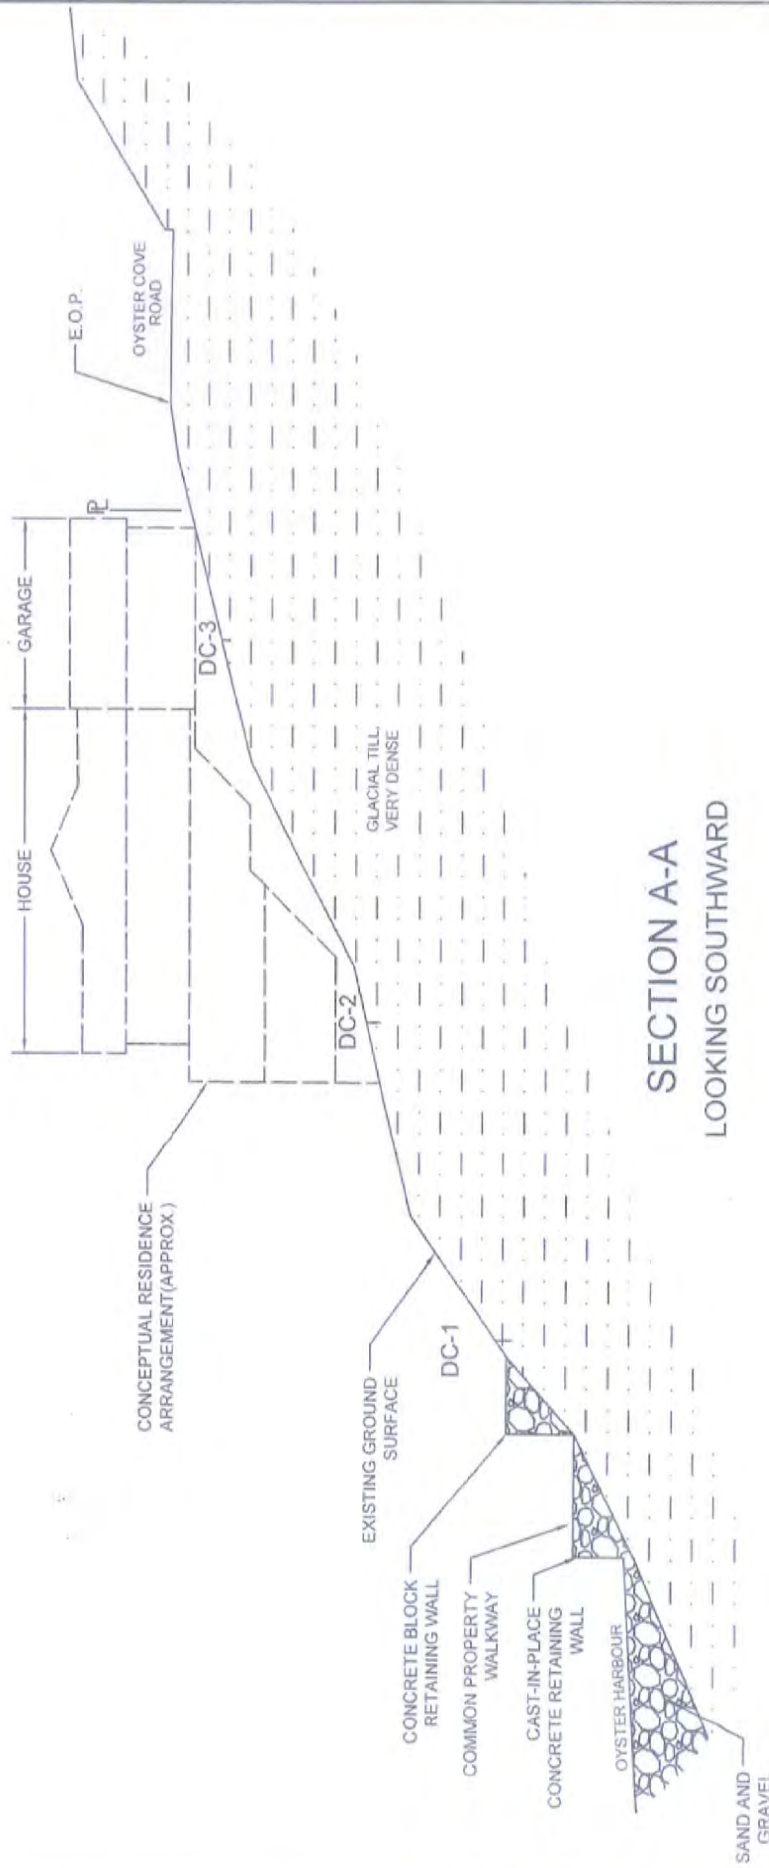 HOUSE
GARAGE
PL
E.O.P.
OYSTER COVE
ROAD
CONCEPTUAL RESIDENCE
ARRANGEMENT(APPROX.)
DC-3
DC-2
DC-1
EXISTING GROUND
SURFACE
CONCRETE BLOCK
RETAINING WALL
COMMON PROPERTY
WALKWAY
CAST-IN-PLACE
CONCRETE RETAINING
WALL
OYSTER HARBOUR
SAND AND
GRAVEL
GLACIAL TILL,
VERY DENSE
SECTION A-A
LOOKING SOUTHWARD